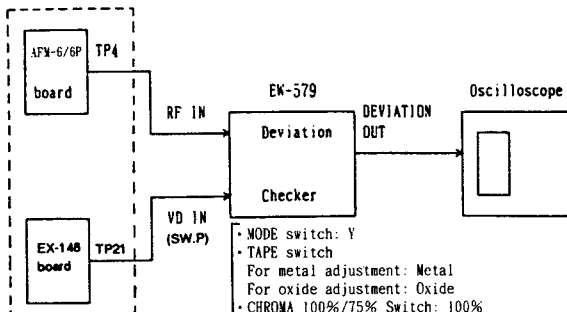 AFM-6/6P
board
TP4
RF IN
EW-579
Deviation
Checker
DEVIATION
OUT
Oscilloscope
EX-148
board
TP21
VD IN
(SW.P)
・MODE switch: Y
・TAPE switch
For metal adjustment: Metal
For oxide adjustment: Oxide
・CHROMA 100%/75% Switch: 100%